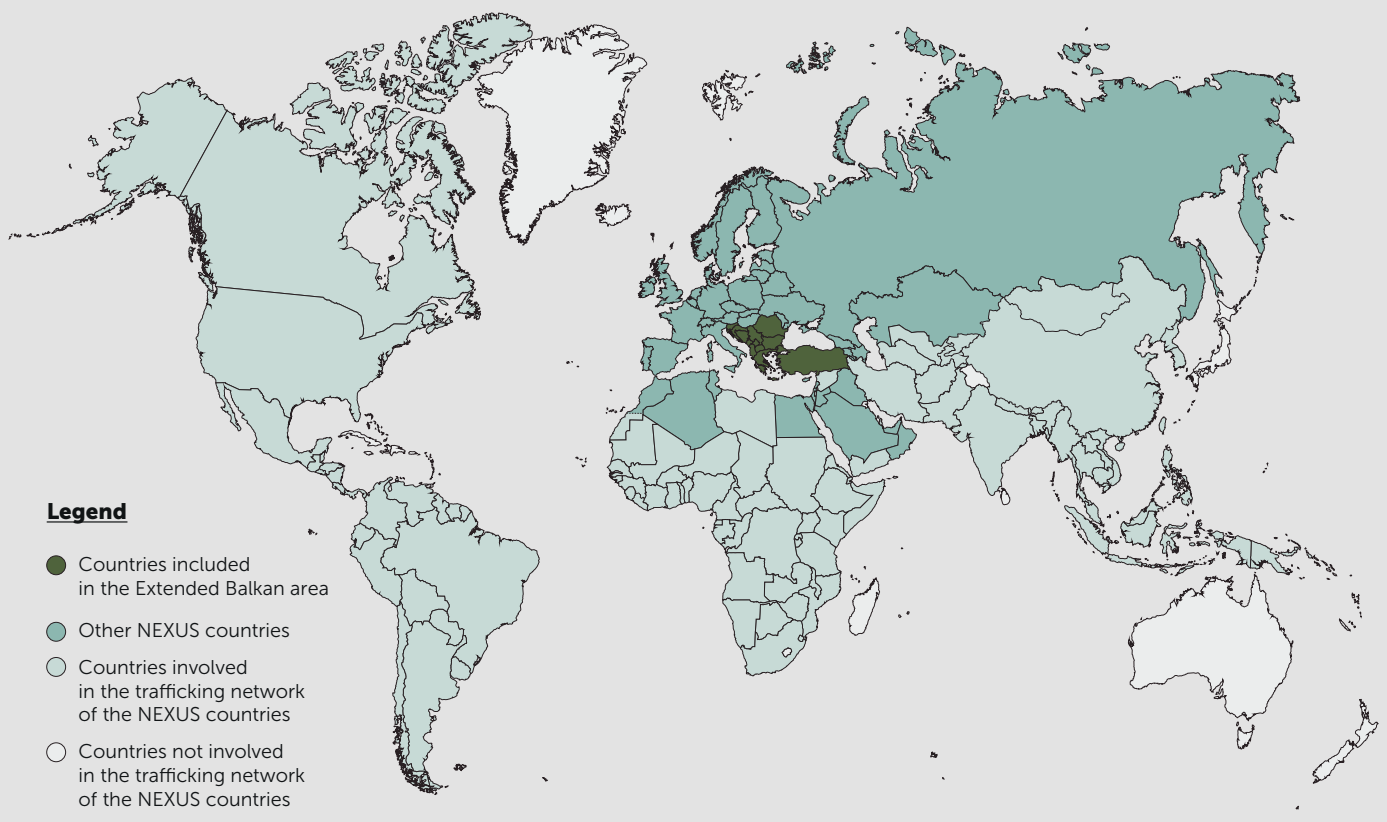 Legend
Countries included
in the Extended Balkan area
Other NEXUS countries
Countries involved
in the trafficking network
of the NEXUS countries
Countries not involved
in the trafficking network
of the NEXUS countries